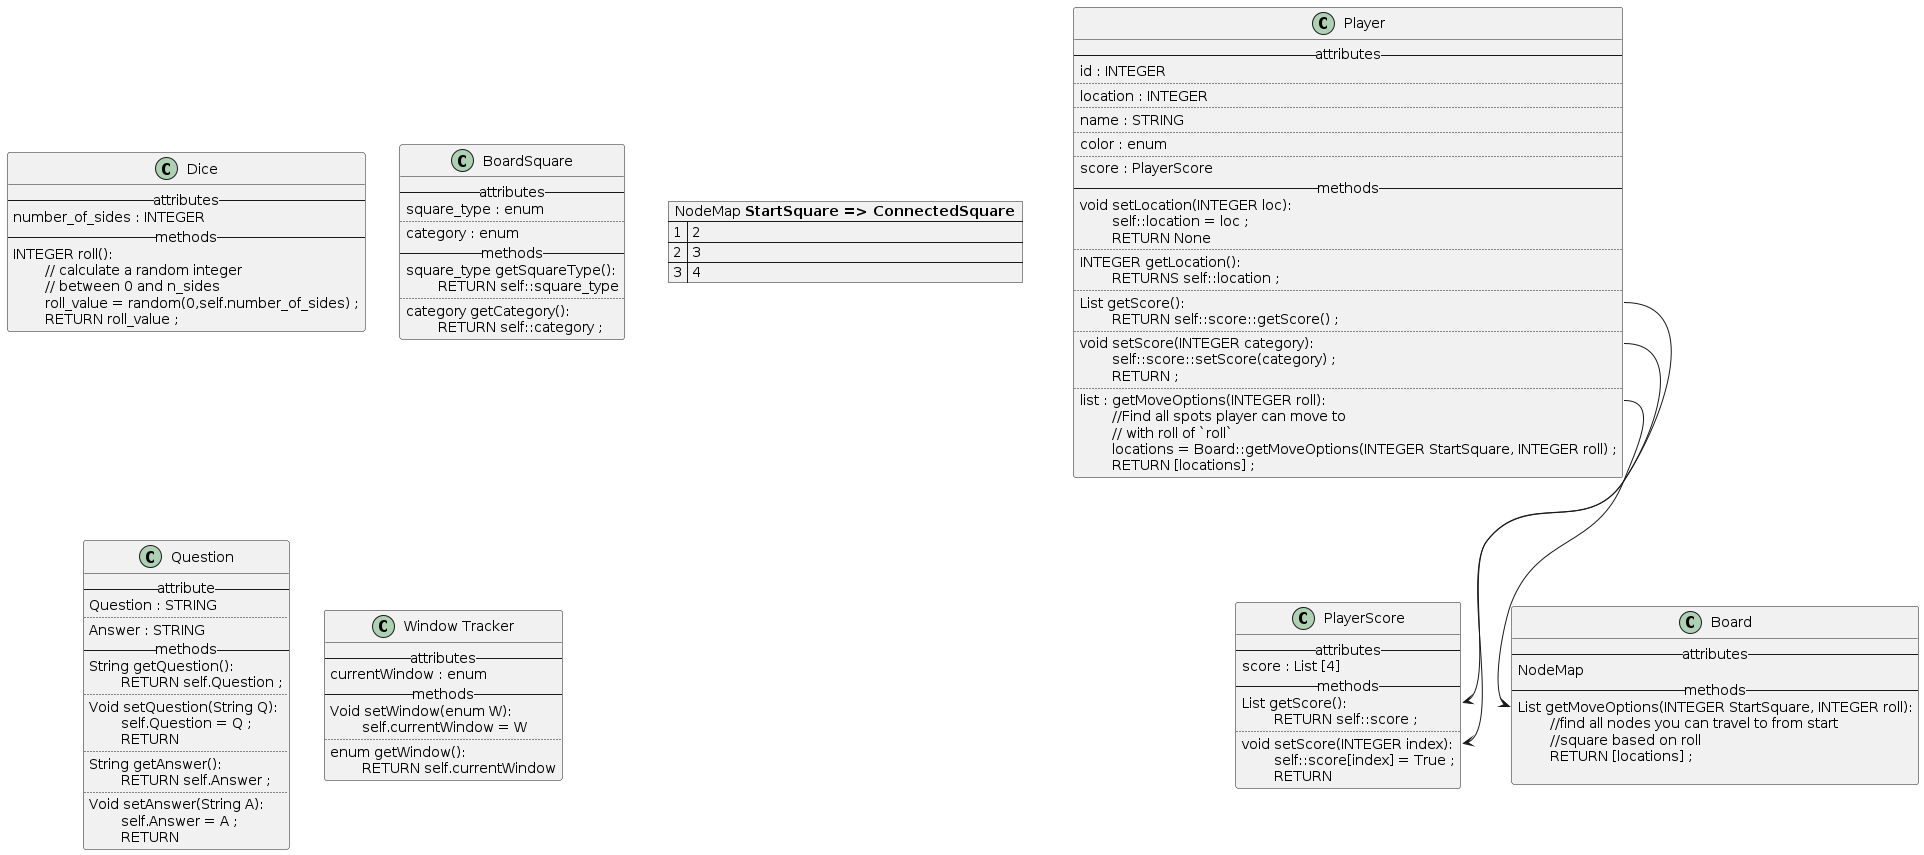 C Dice
attributes
number_of_sides : INTEGER
methods
INTEGER roll():
// calculate a random integer
// between 0 and n_sides
roll_value = random(0,self.number_of_sides) ;
RETURN roll_value ;
C BoardSquare
attributes
square_type : enum
category : enum
methods
square_type getSquareType():
RETURN self::square_type
category getCategory():
RETURN self::category ;
NodeMap StartSquare => ConnectedSquare
1 2
2 3
3 4
C Player
attributes
id : INTEGER
location : INTEGER
name : STRING
color : enum
score : PlayerScore
methods
void setLocation(INTEGER loc):
self::location = loc ;
RETURN None
INTEGER getLocation():
RETURNS self::location ;
List getScore():
RETURN self::score::getScore() ;
void setScore(INTEGER category):
self::score::setScore(category) ;
RETURN ;
list : getMoveOptions(INTEGER roll):
//Find all spots player can move to
// with roll of `roll`
locations = Board::getMoveOptions(INTEGER StartSquare, INTEGER roll) ;
RETURN [locations] ;
C Question
attribute
Question : STRING
Answer : STRING
methods
String getQuestion():
RETURN self.Question ;
Void setQuestion(String Q):
self.Question = Q ;
RETURN
String getAnswer():
RETURN self.Answer ;
Void setAnswer(String A):
self.Answer = A ;
RETURN
C Window Tracker
attributes
currentWindow : enum
methods
Void setWindow(enum W):
self.currentWindow = W
enum getWindow():
RETURN self.currentWindow
C PlayerScore
attributes
score : List [4]
methods
List getScore():
RETURN self::score ;
void setScore(INTEGER index):
self::score[index] = True ;
RETURN
C Board
attributes
NodeMap
methods
List getMoveOptions(INTEGER StartSquare, INTEGER roll):
//find all nodes you can travel to from start
//square based on roll
RETURN [locations] ;